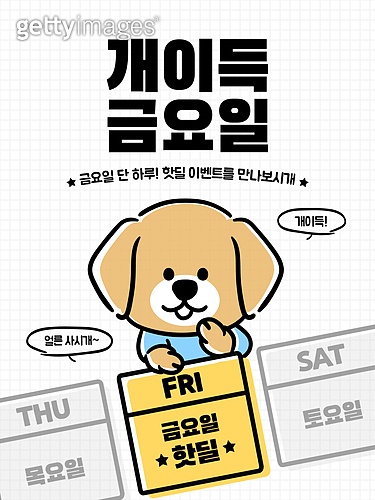 gettyimages
개이득
금요일
★ 금요일 단 하루! 핫딜 이벤트를 만나보시개 ★
개이득!
얼른 사시개~
FRI
SAT
THU
금요일
★ 핫딜 ★
토요일
목요일